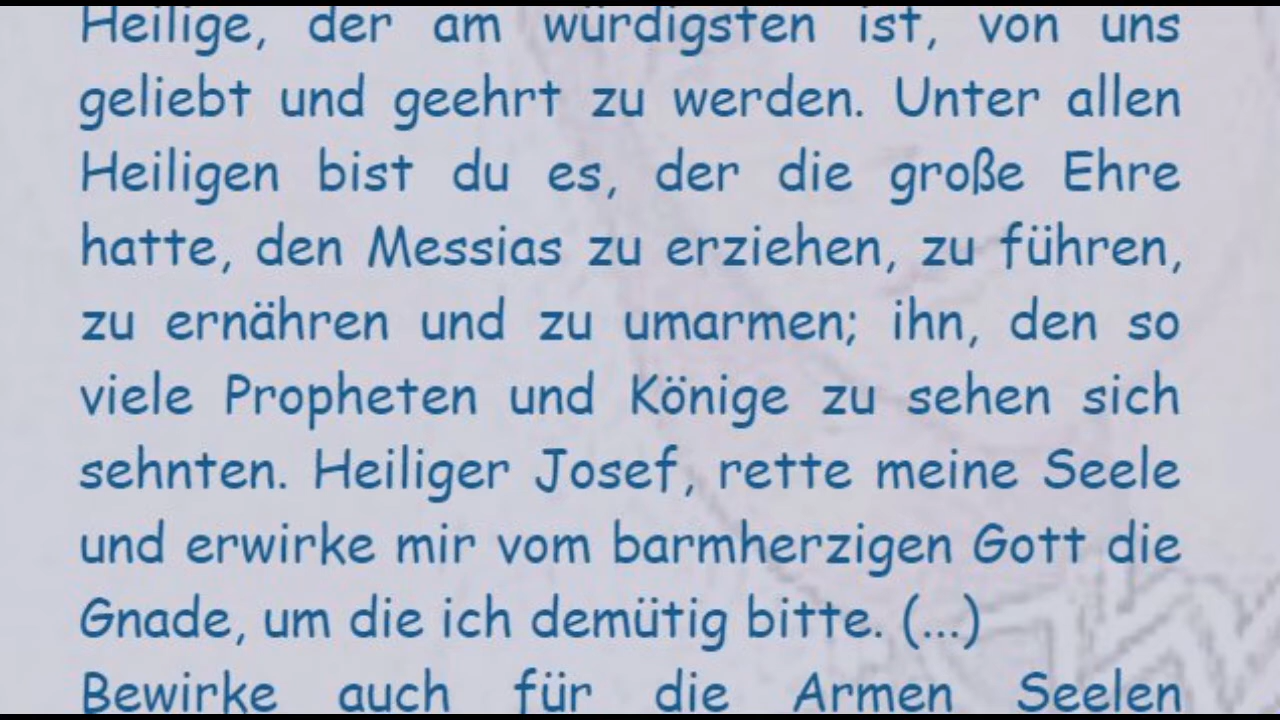 Heilige, der am würdigsten ist, von uns
geliebt und geehrt zu werden. Unter allen
Heiligen bist du es, der die große Ehre
hatte, den Messias zu erziehen, zu führen,
zu ernähren und zu umarmen; ihn, den so
viele Propheten und Könige zu sehen sich
sehnten. Heiliger Josef, rette meine Seele
und erwirke mir vom barmherzigen Gott die
Gnade, um die ich demütig bitte. (...)
Bewirke auch für die Armen Seelen